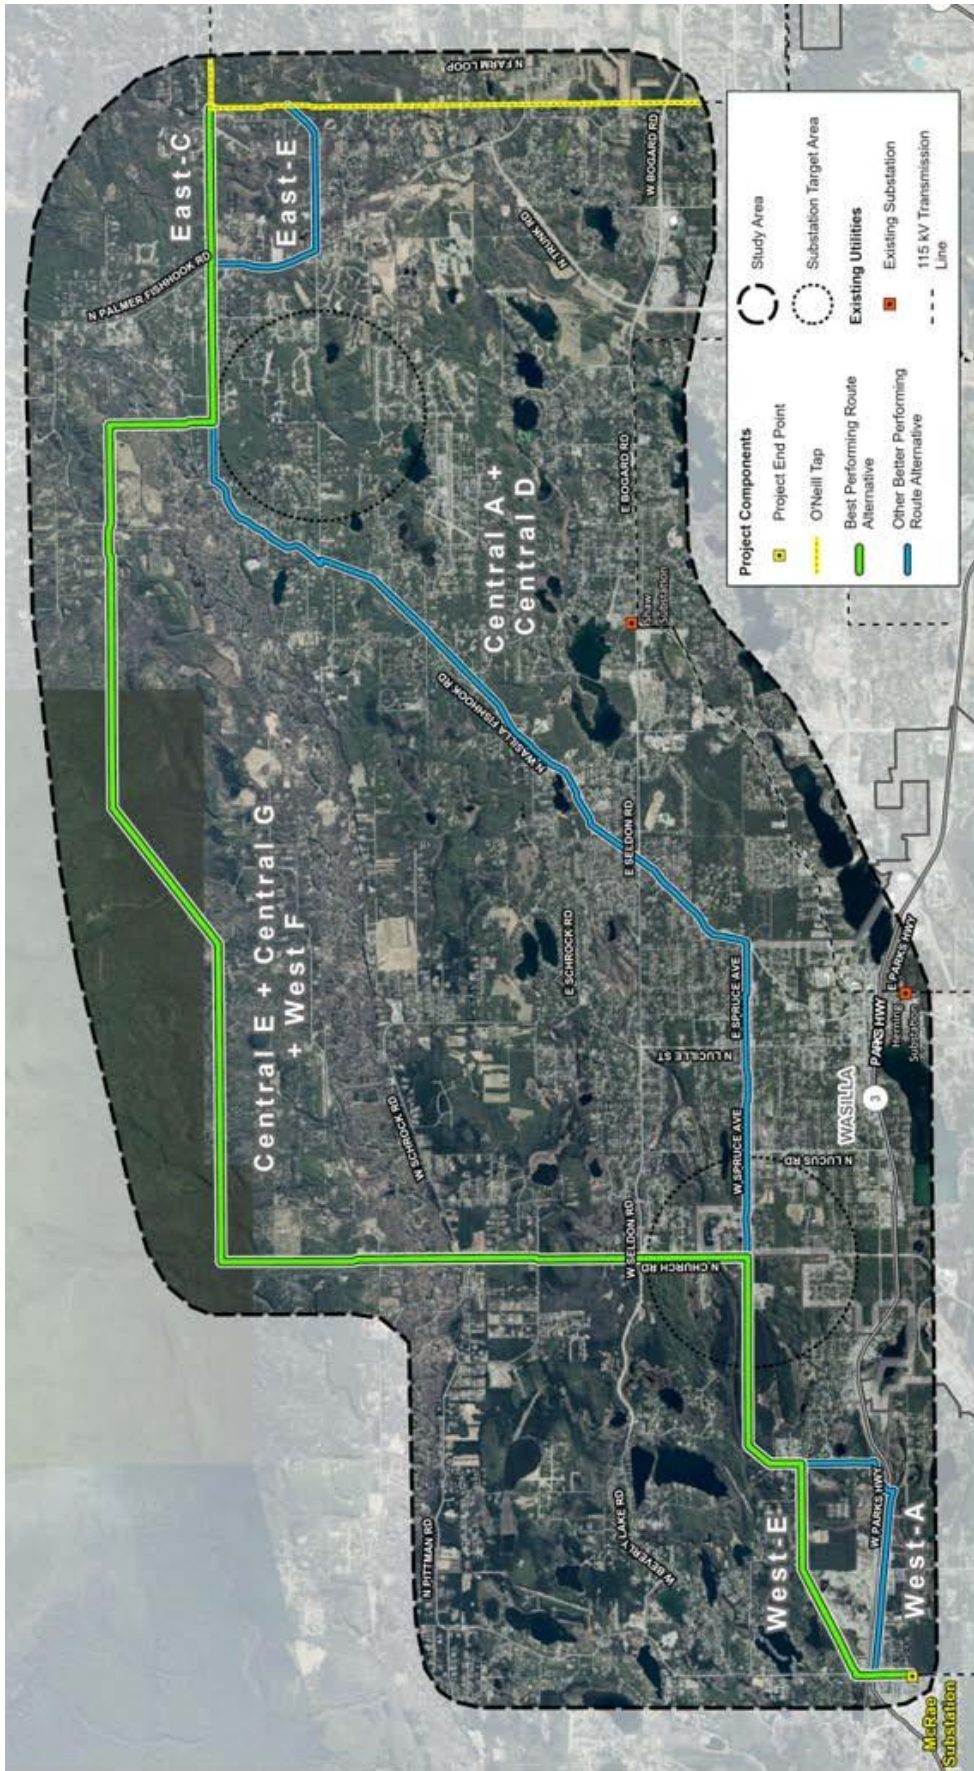 N FARM LOOP
East-C
East-E
N PALMER FISHHOOK RD
N TRUNK RD
W BOGARD RD
E BOGARD RD
Central A +
Central D
Shaw
Substation
N WASILLA FISHHOOK RD
E SELDON RD
Central E + Central G
+ West F
E SCHROCK RD
W SCHROCK RD
N LUCILLE ST
E SPRUCE AVE
W SPRUCE AVE
E PARKS HWY
PARKS HWY
Herning
Substation
WASILLA
3
N LUCUS RD
W SELDON RD
N CHURCH RD
N PITTMAN RD
W BEVERLY LAKE RD
W PARKS HWY
West-E
West-A
McRae
Substation
Project Components
Project End Point
O'Neill Tap
Best Performing Route
Alternative
Other Better Performing
Route Alternative
Study Area
Substation Target Area
Existing Utilities
Existing Substation
115 kV Transmission
Line